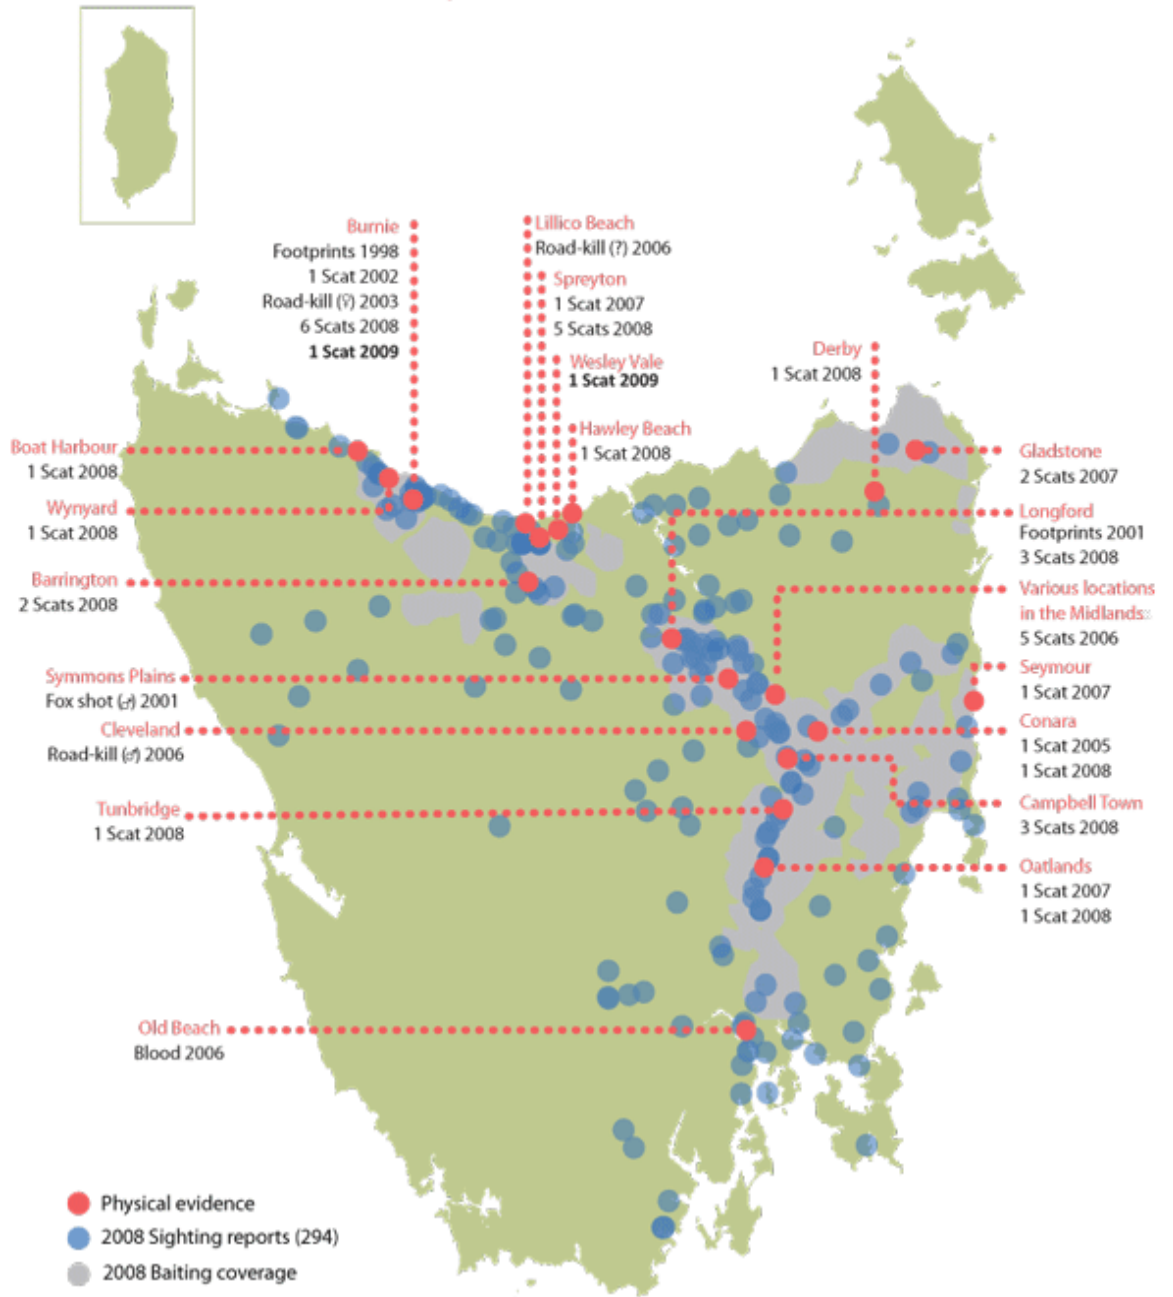 Burnie
Footprints 1998
1 Scat 2002
Road-kill (♀) 2003
6 Scats 2008
1 Scat 2009
Lillico Beach
Road-kill (?) 2006
Spreyton
1 Scat 2007
5 Scats 2008
Wesley Vale
1 Scat 2009
Hawley Beach
1 Scat 2008
Derby
1 Scat 2008
Boat Harbour
1 Scat 2008
Wynyard
1 Scat 2008
Barrington
2 Scats 2008
Symmons Plains
Fox shot (♂) 2001
Cleveland
Road-kill (♂) 2006
Tunbridge
1 Scat 2008
Old Beach
Blood 2006
Gladstone
2 Scats 2007
Longford
Footprints 2001
3 Scats 2008
Various locations
in the Midlands:
5 Scats 2006
Seymour
1 Scat 2007
Conara
1 Scat 2005
1 Scat 2008
Campbell Town
3 Scats 2008
Oatlands
1 Scat 2007
1 Scat 2008
Physical evidence
2008 Sighting reports (294)
2008 Baiting coverage